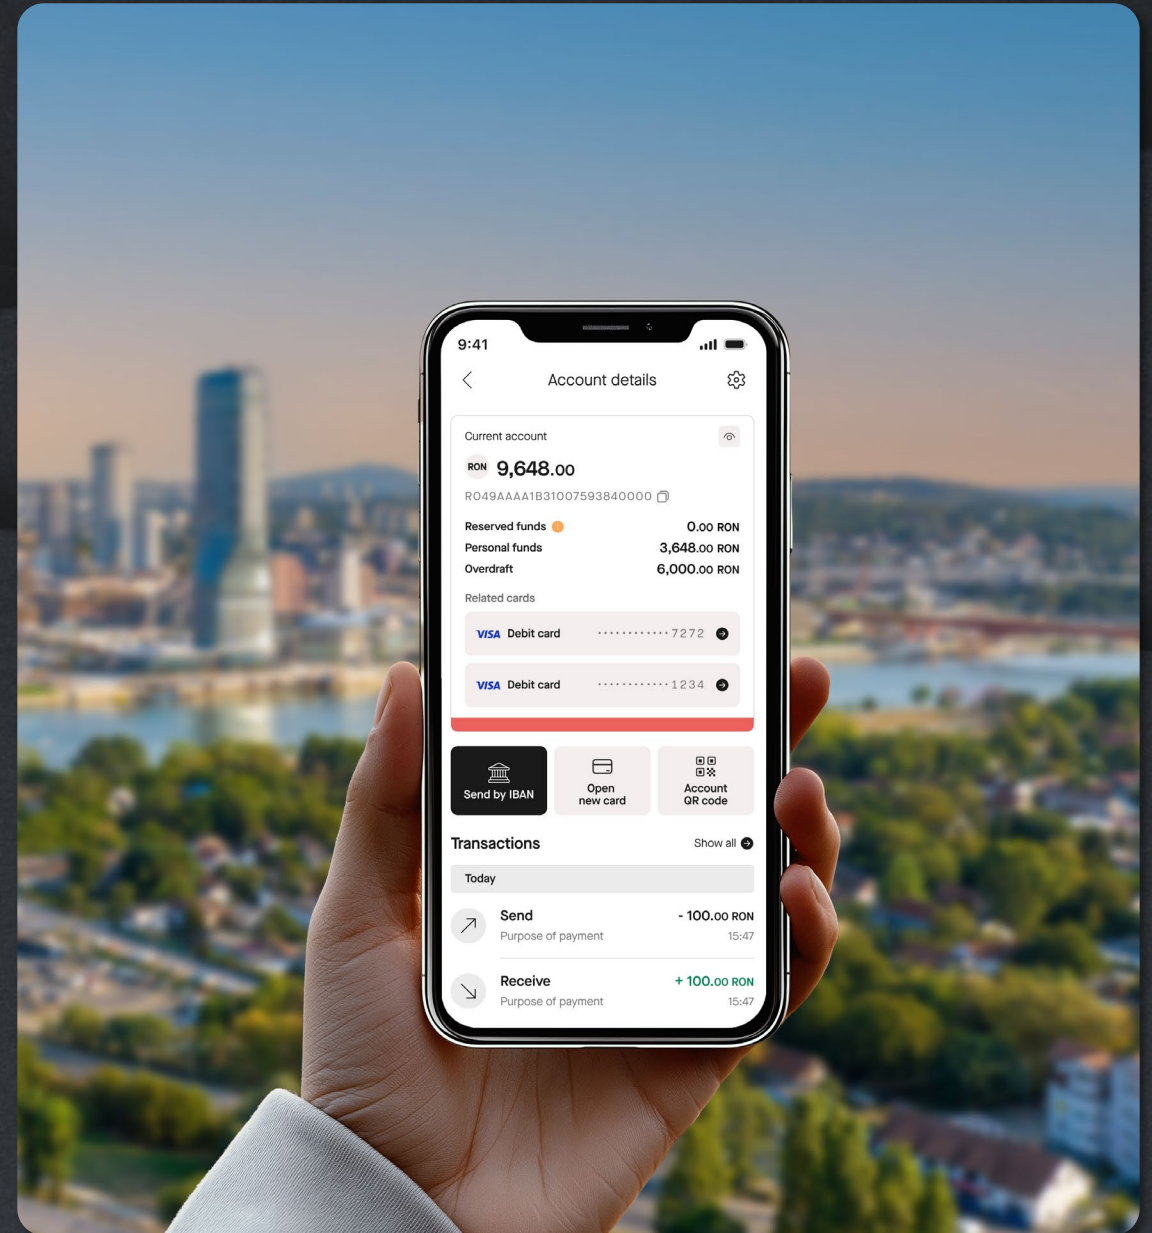 9:41
Account details
Current account
RON 9,648.00
RO49AAAA1B31007593840000
Reserved funds 0.00 RON
Personal funds 3,648.00 RON
Overdraft 6,000.00 RON
Related cards
VISA Debit card ············7272
VISA Debit card ············1234
Send by IBAN
Open
new card
Account
QR code
Transactions
Show all
Today
Send - 100.00 RON
Purpose of payment 15:47
Receive + 100.00 RON
Purpose of payment 15:47